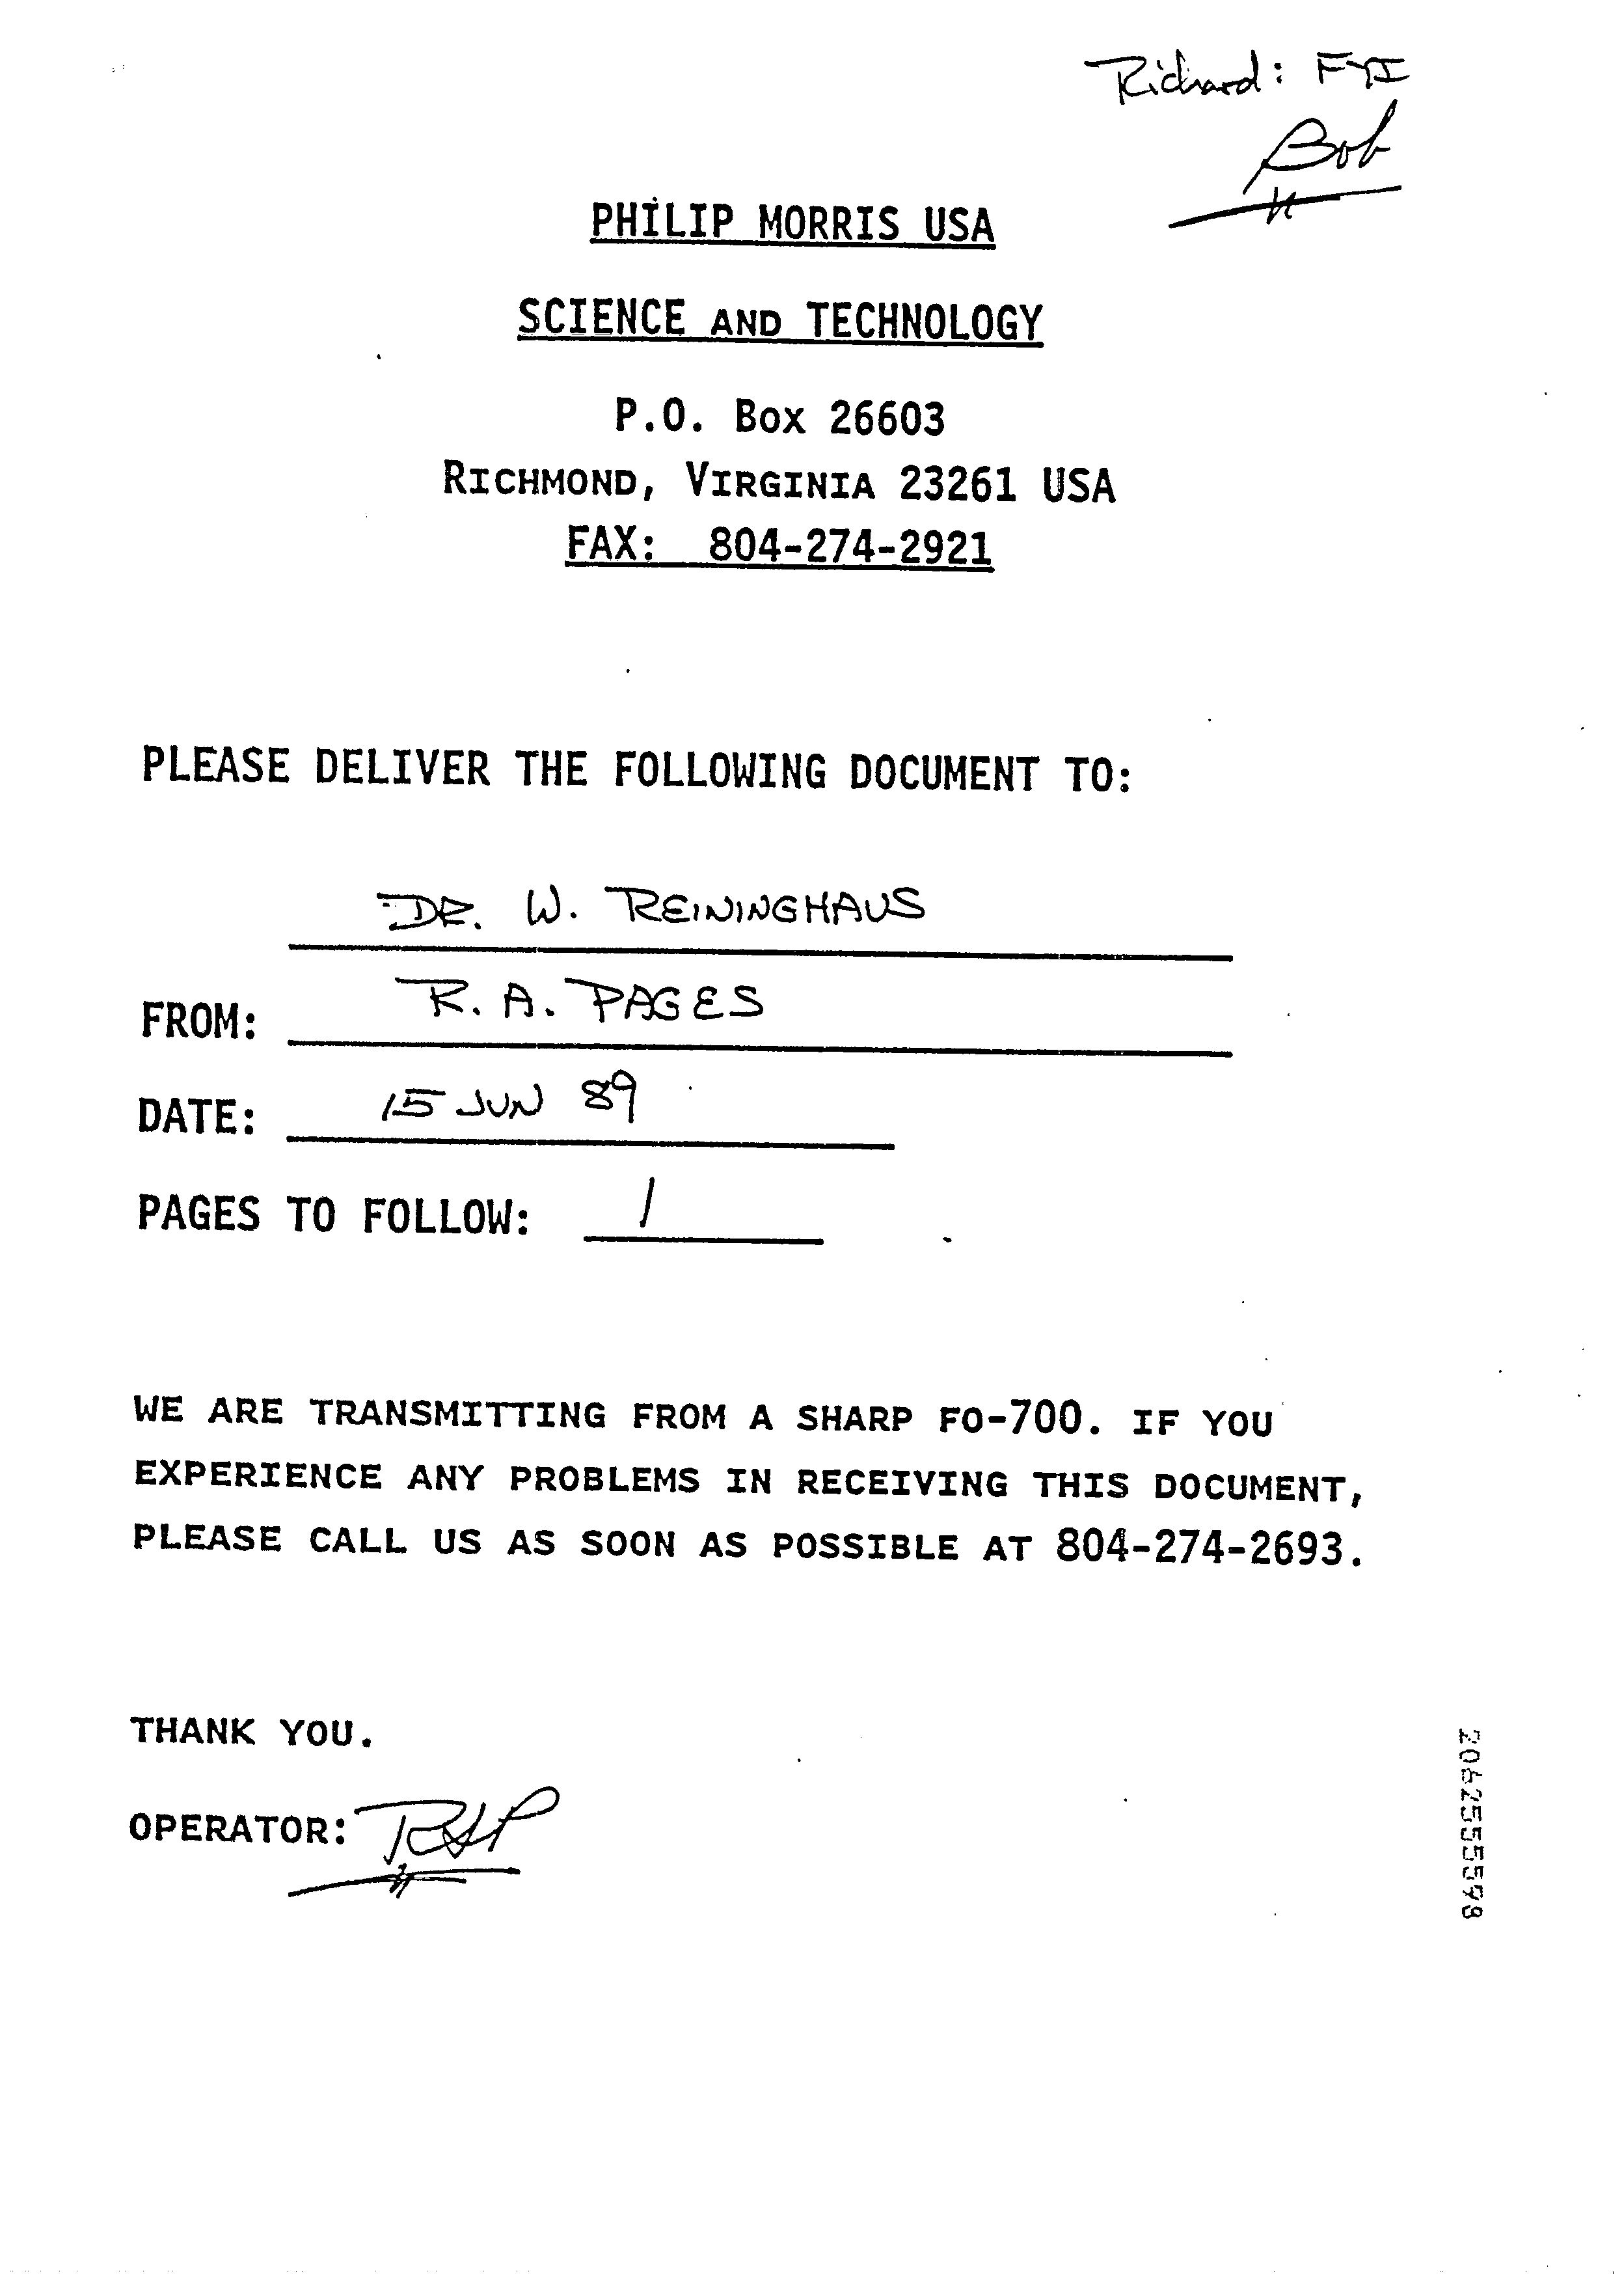 Richard: FYI
Bob
PHILIP MORRIS USA
SCIENCE AND TECHNOLOGY
P.O. Box 26603
RICHMOND, VIRGINIA 23261 USA
FAX: 804-274-2921
PLEASE DELIVER THE FOLLOWING DOCUMENT TO:
DR. W. REININGHAUS
FROM: R. A. PAGES
DATE: 15 JUN 89
PAGES TO FOLLOW: 1
WE ARE TRANSMITTING FROM A SHARP FO-700. IF YOU
EXPERIENCE ANY PROBLEMS IN RECEIVING THIS DOCUMENT,
PLEASE CALL US AS SOON AS POSSIBLE AT 804-274-2693.
THANK YOU.
OPERATOR: RAP
2062555598